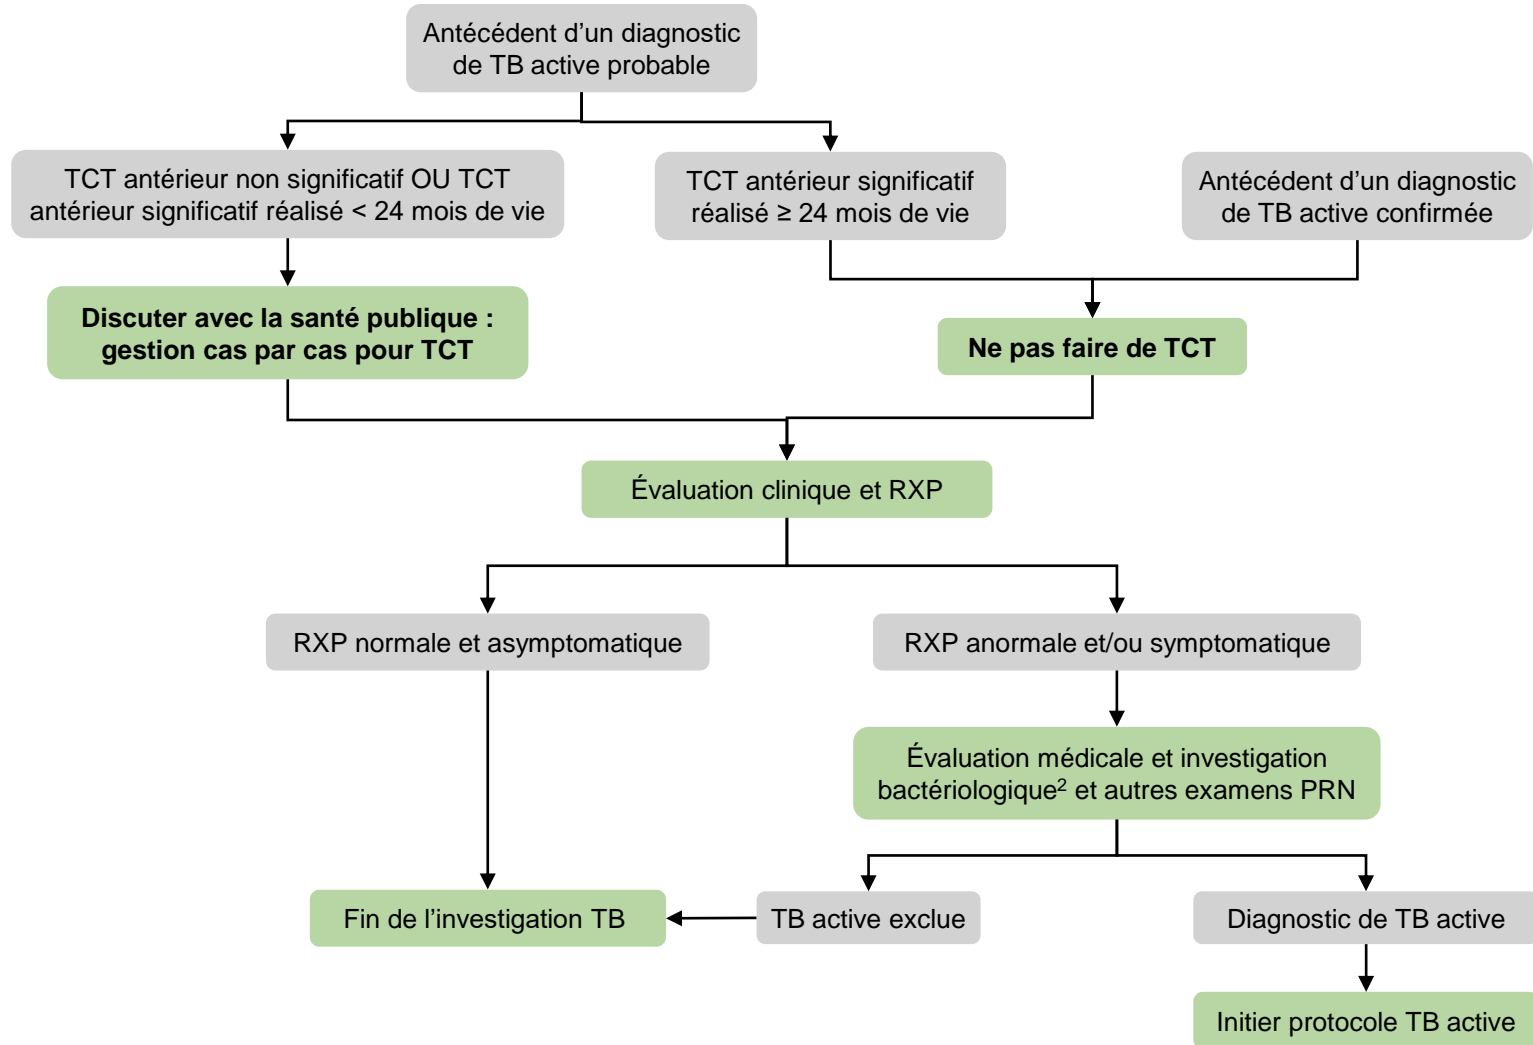 Antécédent d’un diagnostic
de TB active probable
TCT antérieur non significatif OU TCT
antérieur significatif réalisé < 24 mois de vie
TCT antérieur significatif
réalisé ≥ 24 mois de vie
Antécédent d’un diagnostic
de TB active confirmée
Discuter avec la santé publique :
gestion cas par cas pour TCT
Ne pas faire de TCT
Évaluation clinique et RXP
RXP normale et asymptomatique
RXP anormale et/ou symptomatique
Évaluation médicale et investigation
bactériologique² et autres examens PRN
Fin de l’investigation TB
TB active exclue
Diagnostic de TB active
Initier protocole TB active